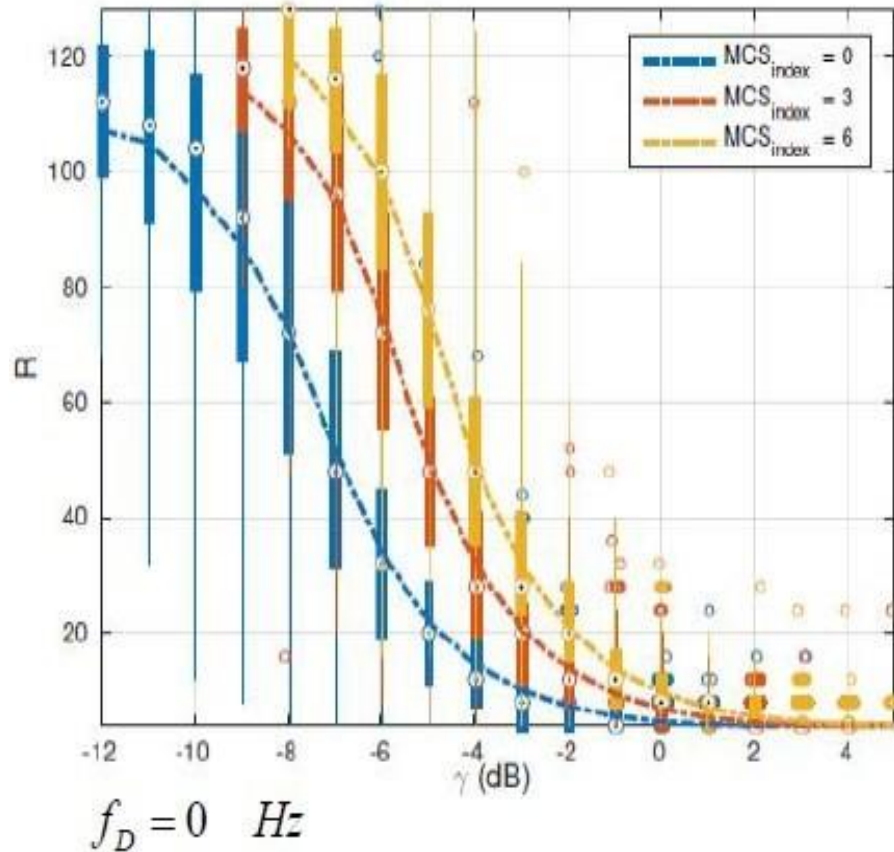 120
100
80
60
40
20
R
MCS_index = 0
MCS_index = 3
MCS_index = 6
-12 -10 -8 -6 -4 -2 0 2 4
γ (dB)
f_D = 0 Hz